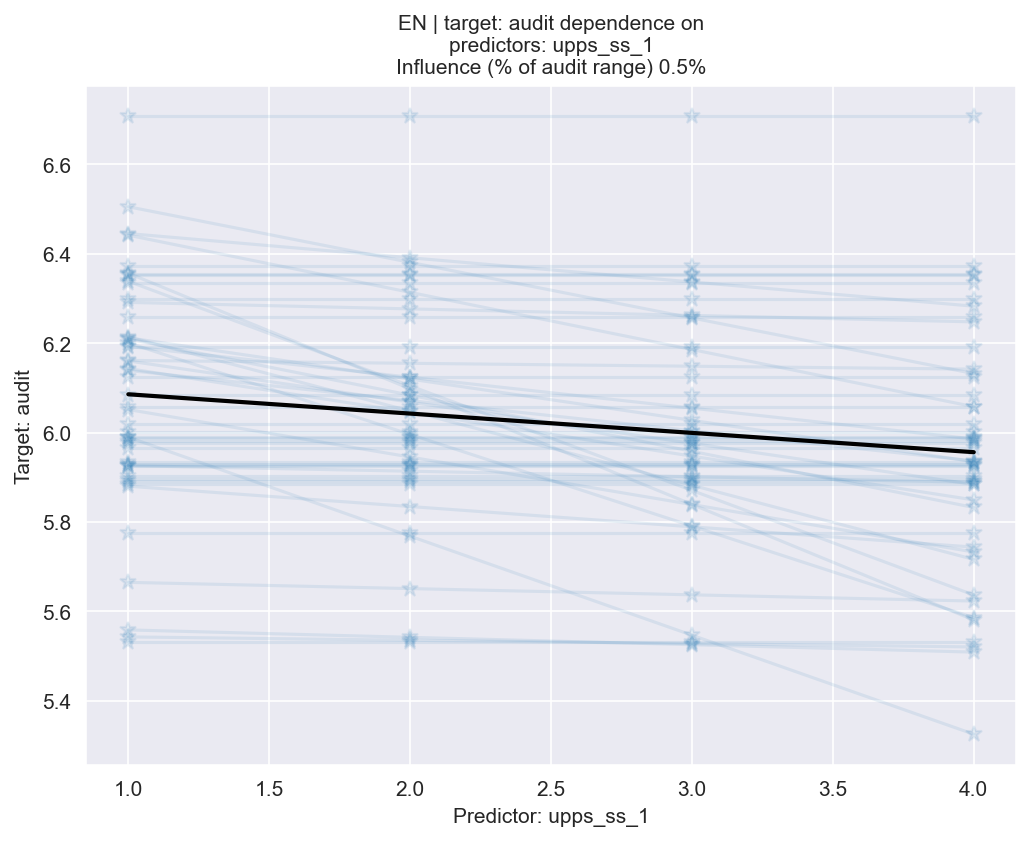 EN | target: audit dependence on
predictors: upps_ss_1
Influence (% of audit range) 0.5%
Target: audit
6.6
6.4
6.2
6.0
5.8
5.6
5.4
1.0 1.5 2.0 2.5 3.0 3.5 4.0
Predictor: upps_ss_1